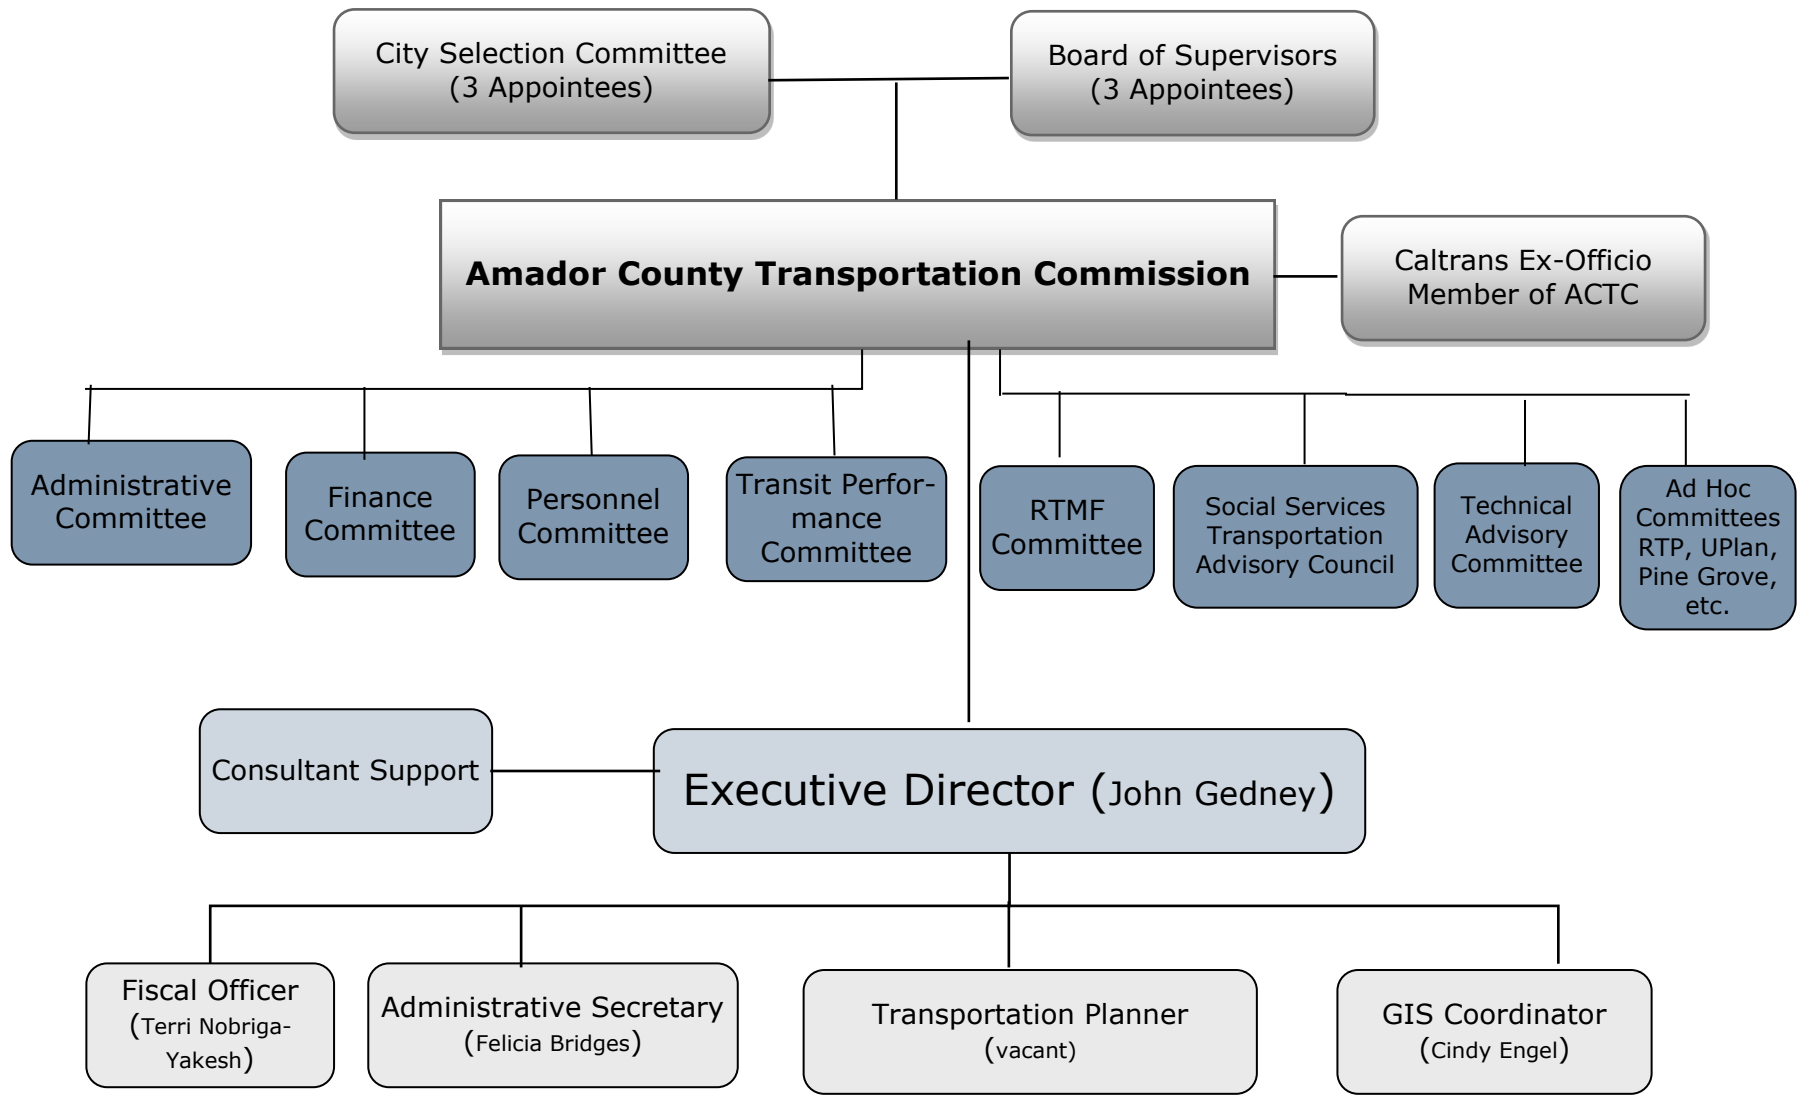 City Selection Committee
(3 Appointees)
Board of Supervisors
(3 Appointees)
Amador County Transportation Commission
Caltrans Ex-Officio
Member of ACTC
Administrative
Committee
Finance
Committee
Personnel
Committee
Transit Perfor-
mance
Committee
RTMF
Committee
Social Services
Transportation
Advisory Council
Technical
Advisory
Committee
Ad Hoc
Committees
RTP, UPlan,
Pine Grove,
etc.
Consultant Support
Executive Director (John Gedney)
Fiscal Officer
(Terri Nobriga-
Yakesh)
Administrative Secretary
(Felicia Bridges)
Transportation Planner
(vacant)
GIS Coordinator
(Cindy Engel)